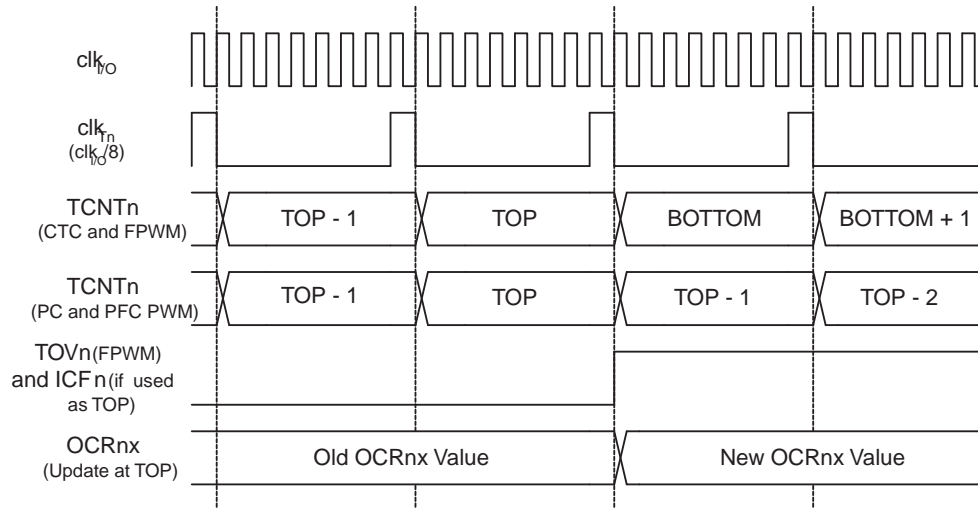 clkI/O
clkTn
(clkI/O/8)
TCNTn
(CTC and FPWM)
TOP - 1
TOP
BOTTOM
BOTTOM + 1
TCNTn
(PC and PFC PWM)
TOP - 1
TOP
TOP - 1
TOP - 2
TOVn (FPWM)
and ICFn (if used
as TOP)
OCRnx
(Update at TOP)
Old OCRnx Value
New OCRnx Value